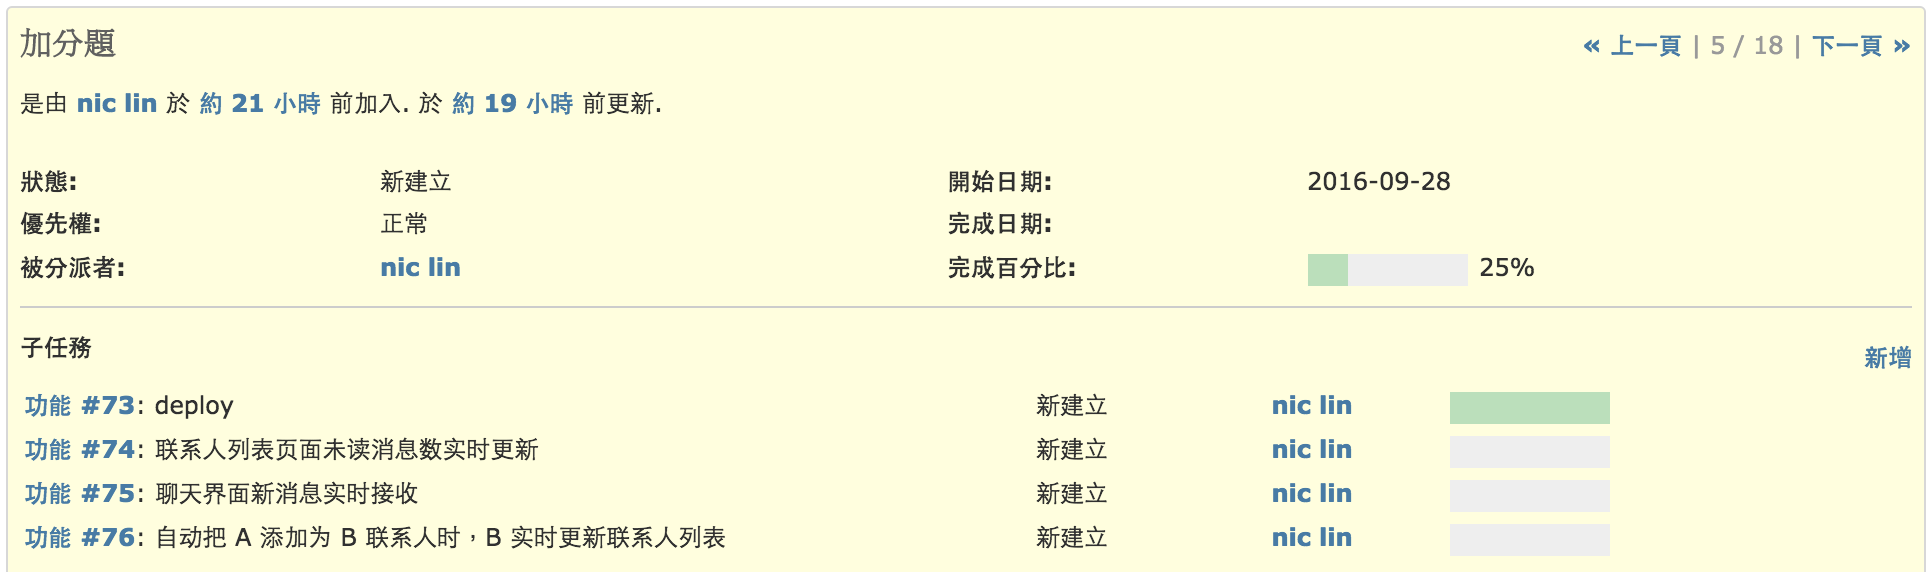 加分題
« 上一頁 | 5 / 18 | 下一頁 »
是由 nic lin 於 約 21 小時 前加入. 於 約 19 小時 前更新.
狀態: 新建立 開始日期: 2016-09-28
優先權: 正常 完成日期:
被分派者: nic lin 完成百分比: 25%
子任務
新增
功能 #73: deploy 新建立 nic lin
功能 #74: 联系人列表页面未读消息数实时更新 新建立 nic lin
功能 #75: 聊天界面新消息实时接收 新建立 nic lin
功能 #76: 自动把 A 添加为 B 联系人时，B 实时更新联系人列表 新建立 nic lin